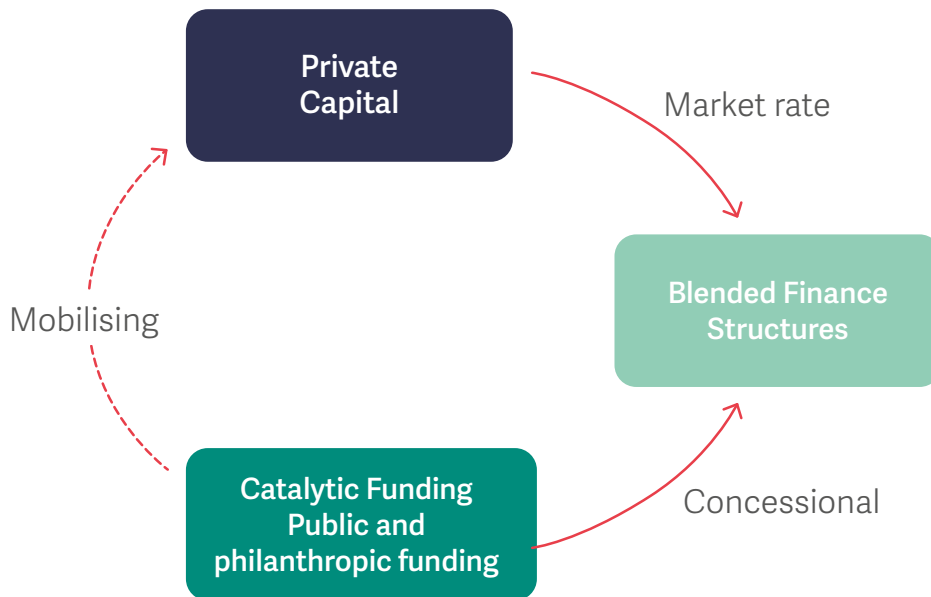 Private
Capital
Market rate
Blended Finance
Structures
Mobilising
Catalytic Funding
Public and
philanthropic funding
Concessional